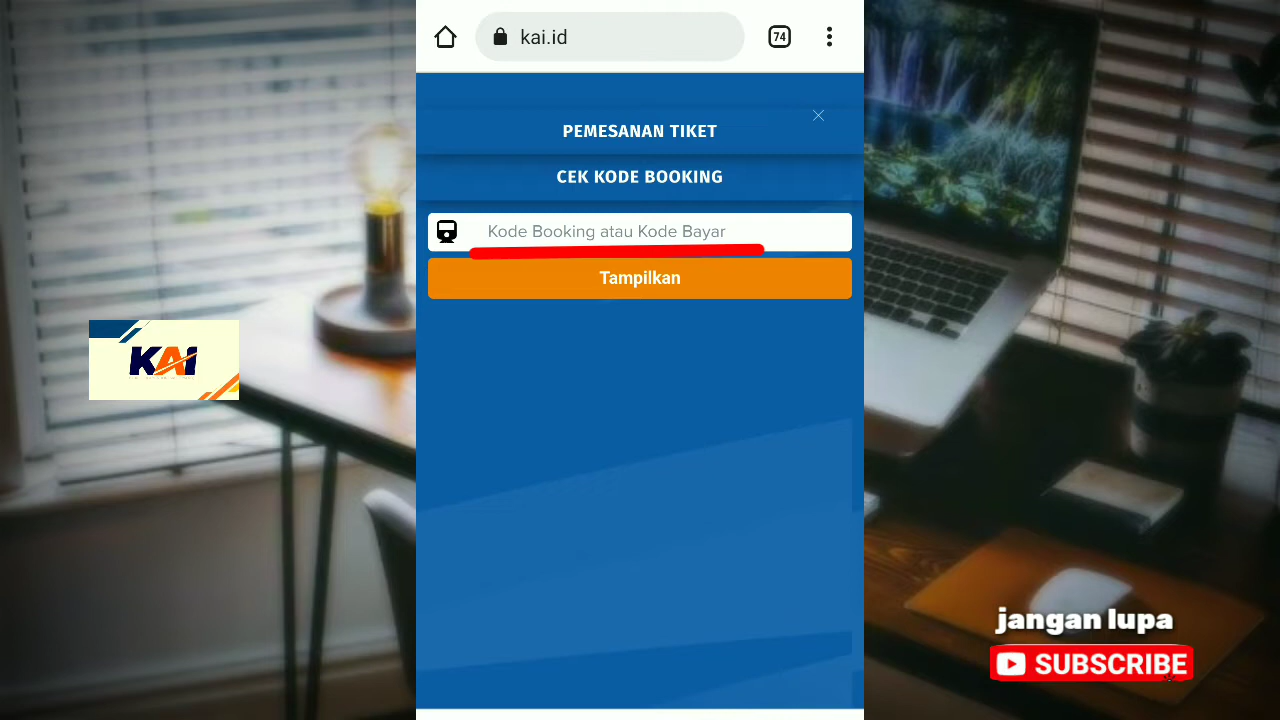 kai.id
74
PEMESANAN TIKET
CEK KODE BOOKING
Kode Booking atau Kode Bayar
Tampilkan
KAI
jangan lupa
SUBSCRIBE